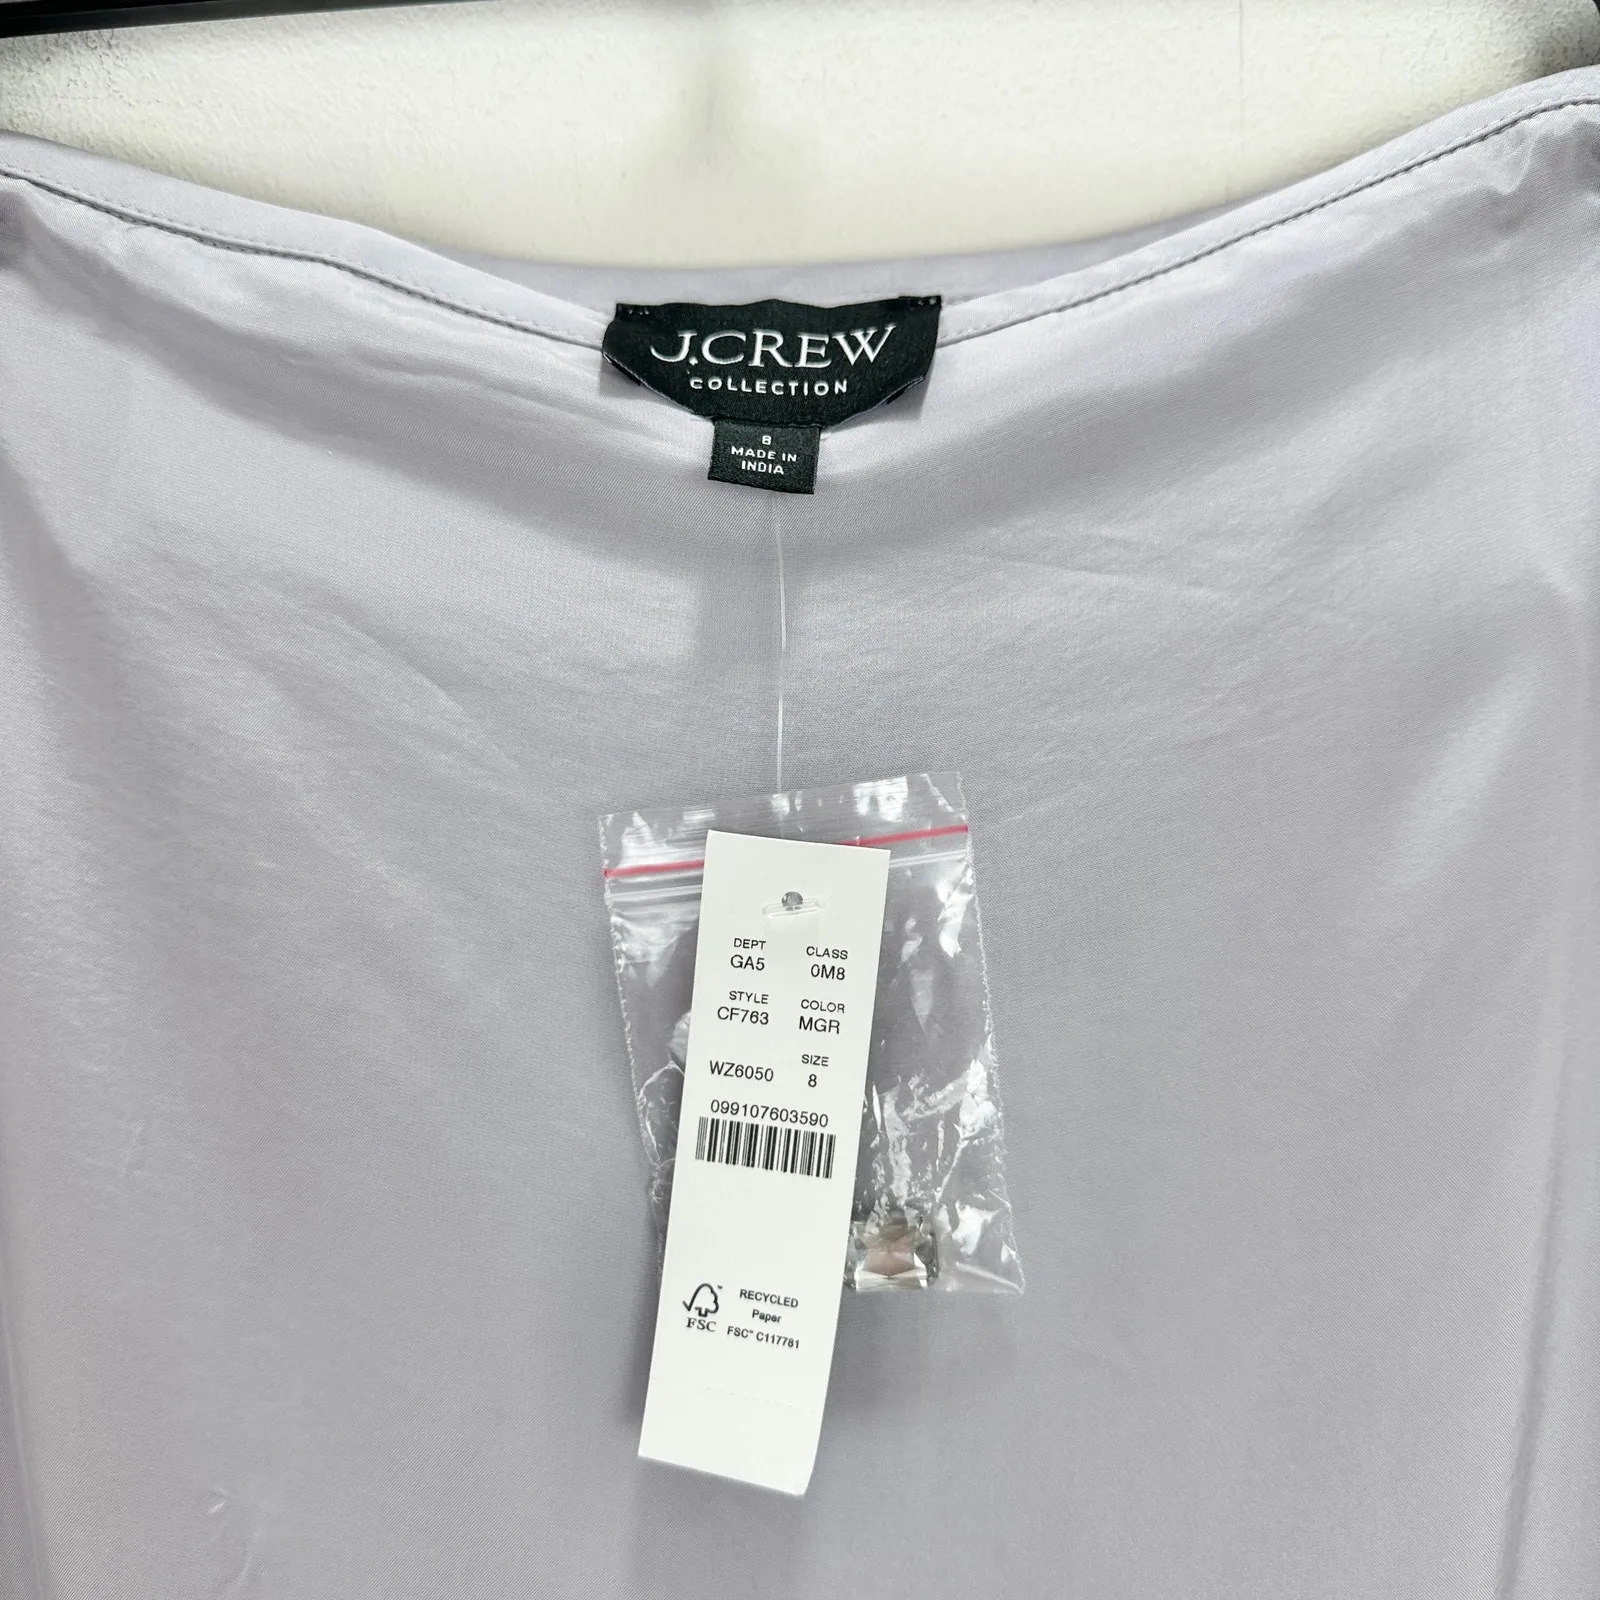 J.CREW
COLLECTION
8
MADE IN
INDIA
DEPT CLASS
GA5 0M8
STYLE COLOR
CF763 MGR
SIZE
WZ6050 8
099107603590
FSC
RECYCLED
Paper
FSC™ C117781